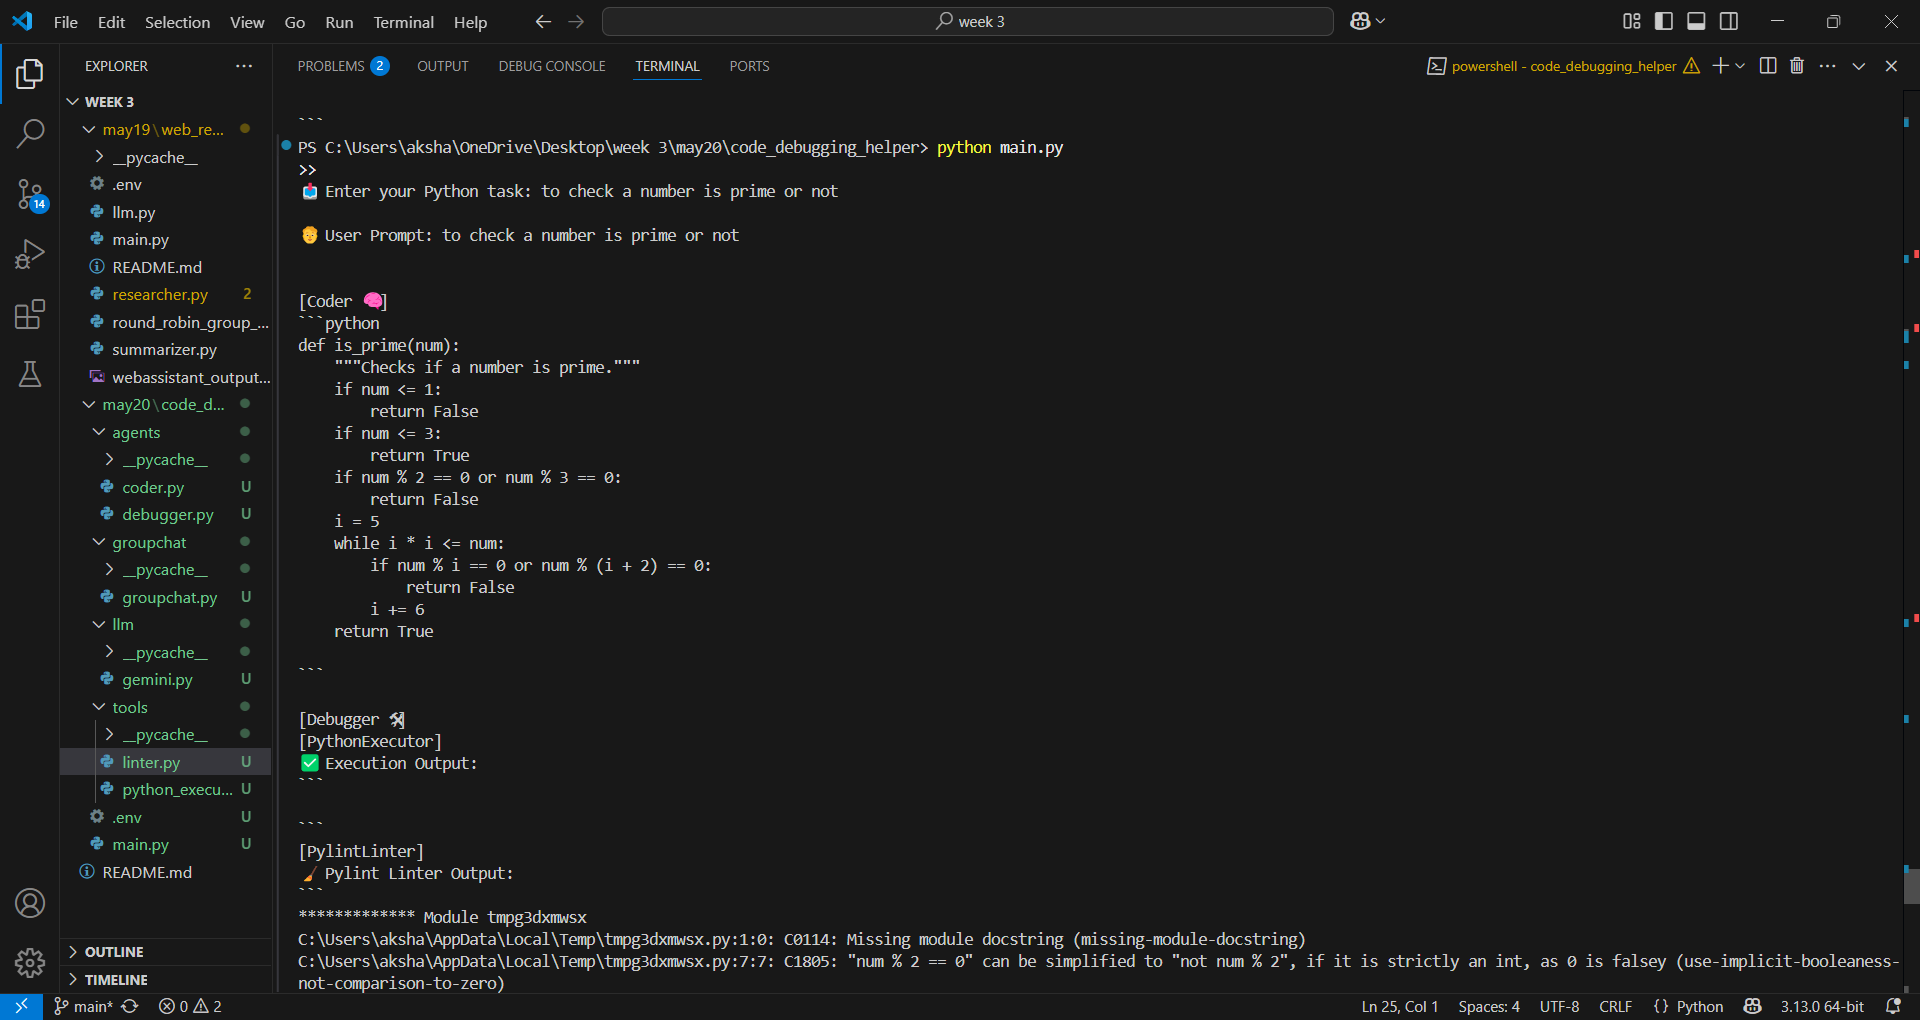 File Edit Selection View Go Run Terminal Help
week 3
EXPLORER
WEEK 3
may19\web_re...
__pycache__
.env
llm.py
main.py
README.md
researcher.py 2
round_robin_group_...
summarizer.py
webassistant_output...
may20\code_d...
agents
__pycache__
coder.py U
debugger.py U
groupchat
__pycache__
groupchat.py U
llm
__pycache__
gemini.py U
tools
__pycache__
linter.py U
python_execu... U
.env U
main.py U
README.md
OUTLINE
TIMELINE
14
PROBLEMS 2 OUTPUT DEBUG CONSOLE TERMINAL PORTS
powershell - code_debugging_helper
```
PS C:\Users\aksha\OneDrive\Desktop\week 3\may20\code_debugging_helper> python main.py
>>
Enter your Python task: to check a number is prime or not
User Prompt: to check a number is prime or not
[Coder 🧠]
```python
def is_prime(num):
    """Checks if a number is prime."""
    if num <= 1:
        return False
    if num <= 3:
        return True
    if num % 2 == 0 or num % 3 == 0:
        return False
    i = 5
    while i * i <= num:
        if num % i == 0 or num % (i + 2) == 0:
            return False
        i += 6
    return True
```
[Debugger 🛠]
[PythonExecutor]
✅ Execution Output:
```
```
[PylintLinter]
🧹 Pylint Linter Output:
```
************* Module tmpg3dxmwsx
C:\Users\aksha\AppData\Local\Temp\tmpg3dxmwsx.py:1:0: C0114: Missing module docstring (missing-module-docstring)
C:\Users\aksha\AppData\Local\Temp\tmpg3dxmwsx.py:7:7: C1805: "num % 2 == 0" can be simplified to "not num % 2", if it is strictly an int, as 0 is falsey (use-implicit-booleaness-
not-comparison-to-zero)
main* 0 2
Ln 25, Col 1 Spaces: 4 UTF-8 CRLF {} Python 3.13.0 64-bit